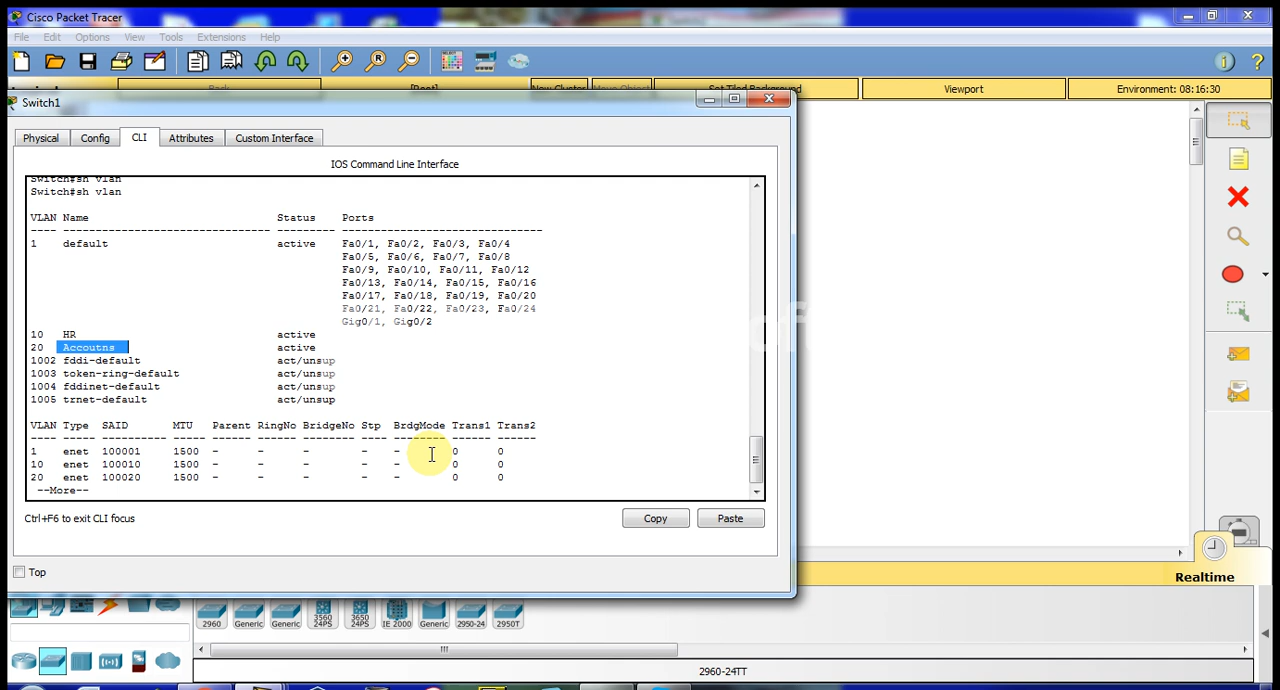 Cisco Packet Tracer
File Edit Options View Tools Extensions Help
[Root] New Cluster Move Object Set Tiled Background Viewport Environment: 08:16:30
Switch1
Physical Config CLI Attributes Custom Interface
IOS Command Line Interface
Switch#sh vlan
Switch#sh vlan
VLAN Name Status Ports
---- -------------------------------- --------- -------------------------------
1 default active Fa0/1, Fa0/2, Fa0/3, Fa0/4
Fa0/5, Fa0/6, Fa0/7, Fa0/8
Fa0/9, Fa0/10, Fa0/11, Fa0/12
Fa0/13, Fa0/14, Fa0/15, Fa0/16
Fa0/17, Fa0/18, Fa0/19, Fa0/20
Fa0/21, Fa0/22, Fa0/23, Fa0/24
Gig0/1, Gig0/2
10 HR active
20 Accoutns active
1002 fddi-default act/unsup
1003 token-ring-default act/unsup
1004 fddinet-default act/unsup
1005 trnet-default act/unsup
VLAN Type SAID MTU Parent RingNo BridgeNo Stp BrdgMode Trans1 Trans2
---- ----- ---------- ----- ------ ------ -------- ---- -------- ------ ------
1 enet 100001 1500 - - - - - 0 0
10 enet 100010 1500 - - - - - 0 0
20 enet 100020 1500 - - - - - 0 0
--More--
Ctrl+F6 to exit CLI focus
Copy Paste
Top
Realtime
2960 Generic Generic 3560 24PS 3650 24PS IE 2000 Generic 2950-24 2950T
2960-24TT